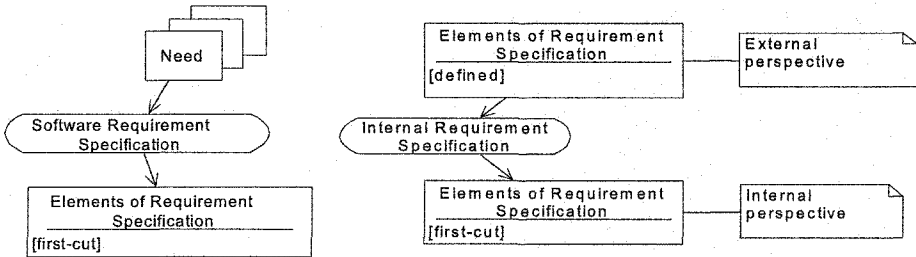 Need
Software Requirement
Specification
Elements of Requirement
Specification
[first-cut]
Elements of Requirement
Specification
[defined]
External
perspective
Internal Requirement
Specification
Elements of Requirement
Specification
[first-cut]
Internal
perspective